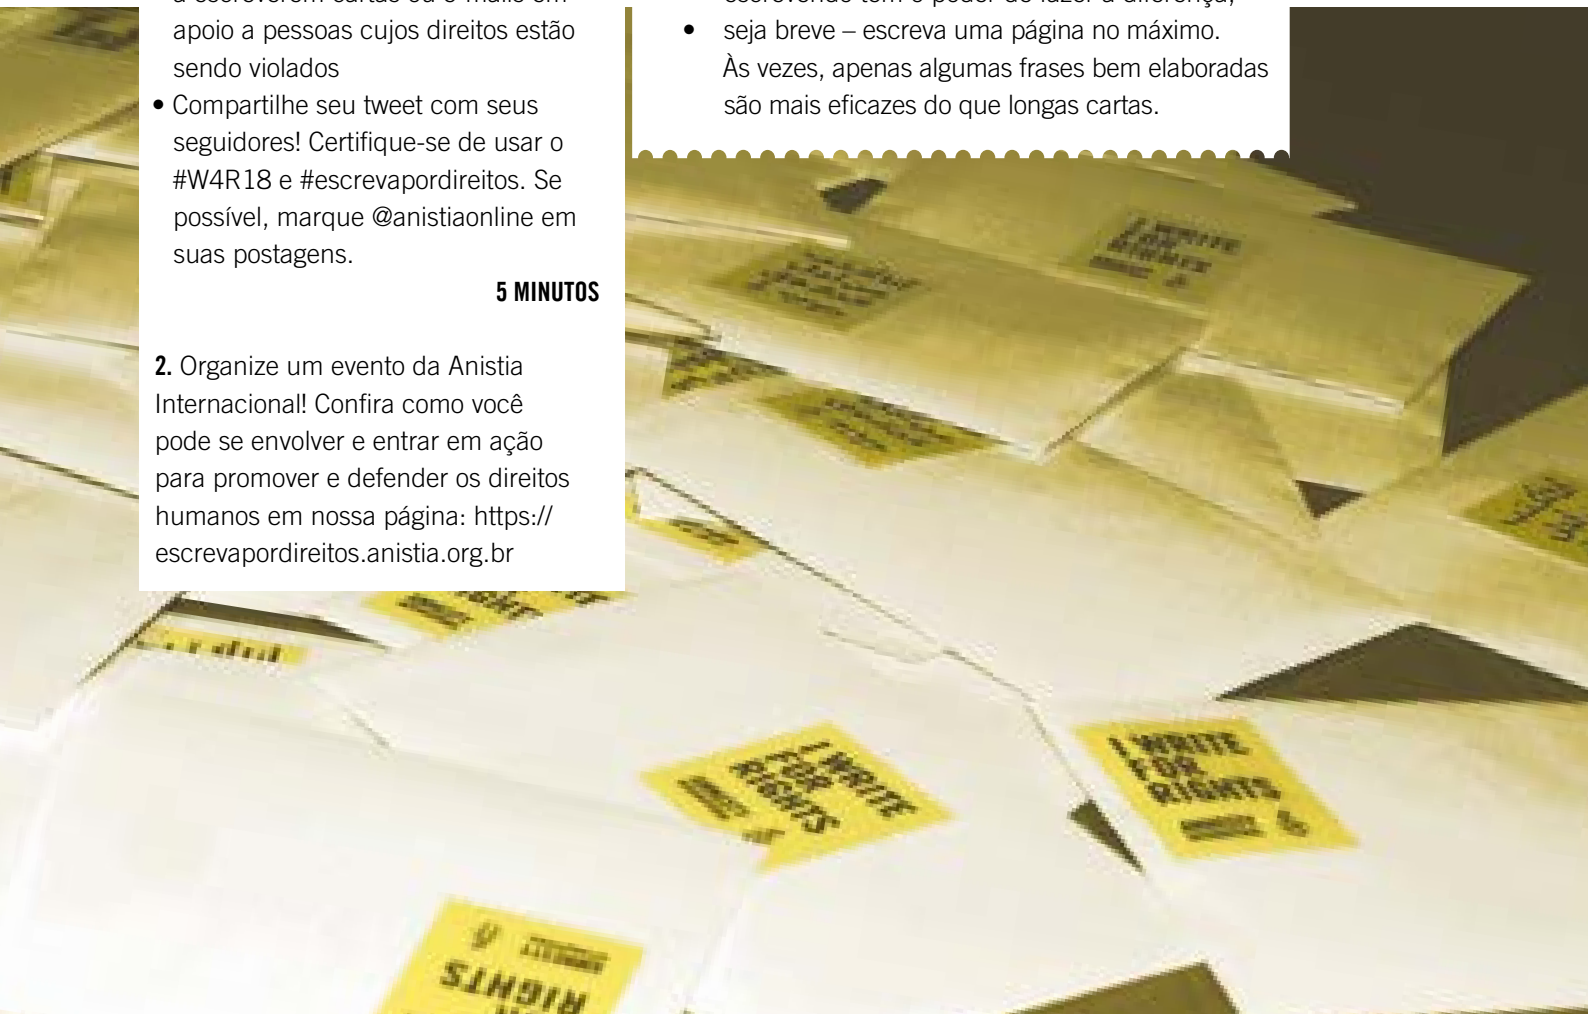 apoio a pessoas cujos direitos estão
sendo violados
• Compartilhe seu tweet com seus
seguidores! Certifique-se de usar o
#W4R18 e #escrevapordireitos. Se
possível, marque @anistiaonline em
suas postagens.
5 MINUTOS
2. Organize um evento da Anistia
Internacional! Confira como você
pode se envolver e entrar em ação
para promover e defender os direitos
humanos em nossa página: https://
escrevapordireitos.anistia.org.br
• seja breve – escreva uma página no máximo.
Às vezes, apenas algumas frases bem elaboradas
são mais eficazes do que longas cartas.
I WRITE
FOR
RIGHTS
I WRITE
FOR
RIGHTS
I WRITE
FOR
RIGHTS
RIGHTS